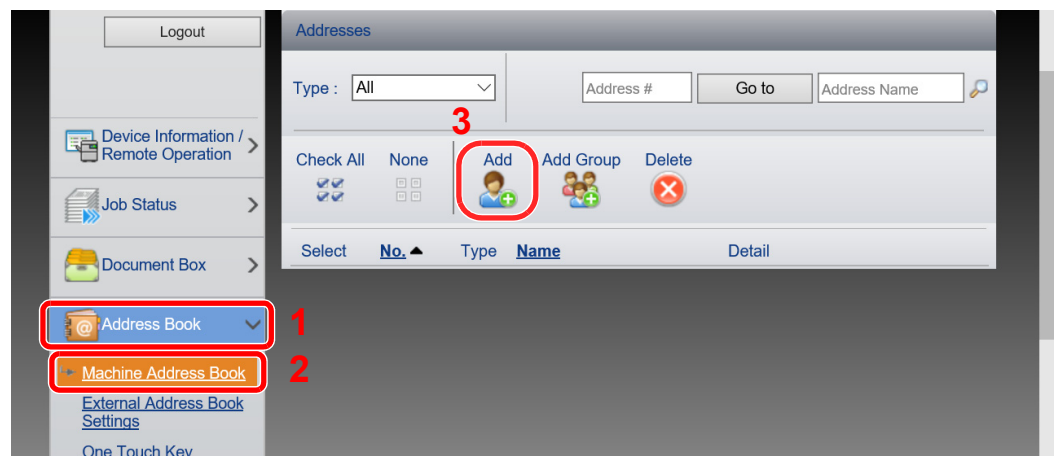 Logout
Addresses
Type :
All
Address #
Go to
Address Name
3
Device Information /
Remote Operation
Check All
None
Add
Add Group
Delete
Job Status
Select
No.
Type
Name
Detail
Document Box
Address Book
1
Machine Address Book
2
External Address Book
Settings
One Touch Key